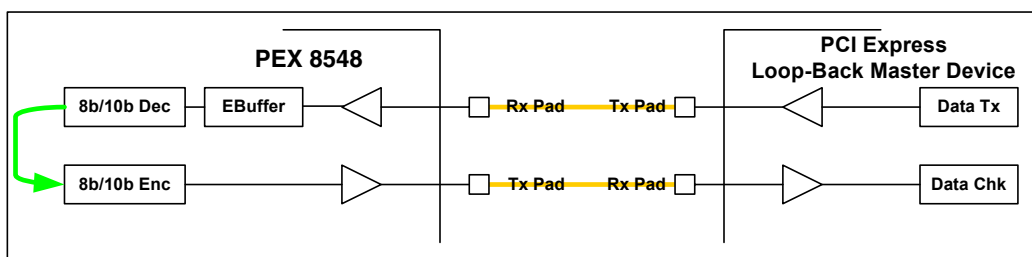 PEX 8548
PCI Express
Loop-Back Master Device
8b/10b Dec
EBuffer
Rx Pad
Tx Pad
Data Tx
8b/10b Enc
Tx Pad
Rx Pad
Data Chk